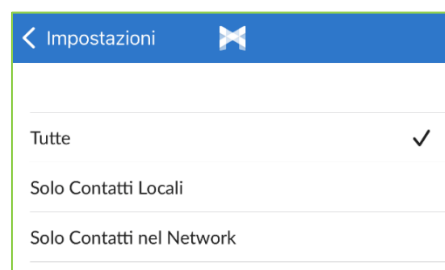 Impostazioni
Tutte
Solo Contatti Locali
Solo Contatti nel Network